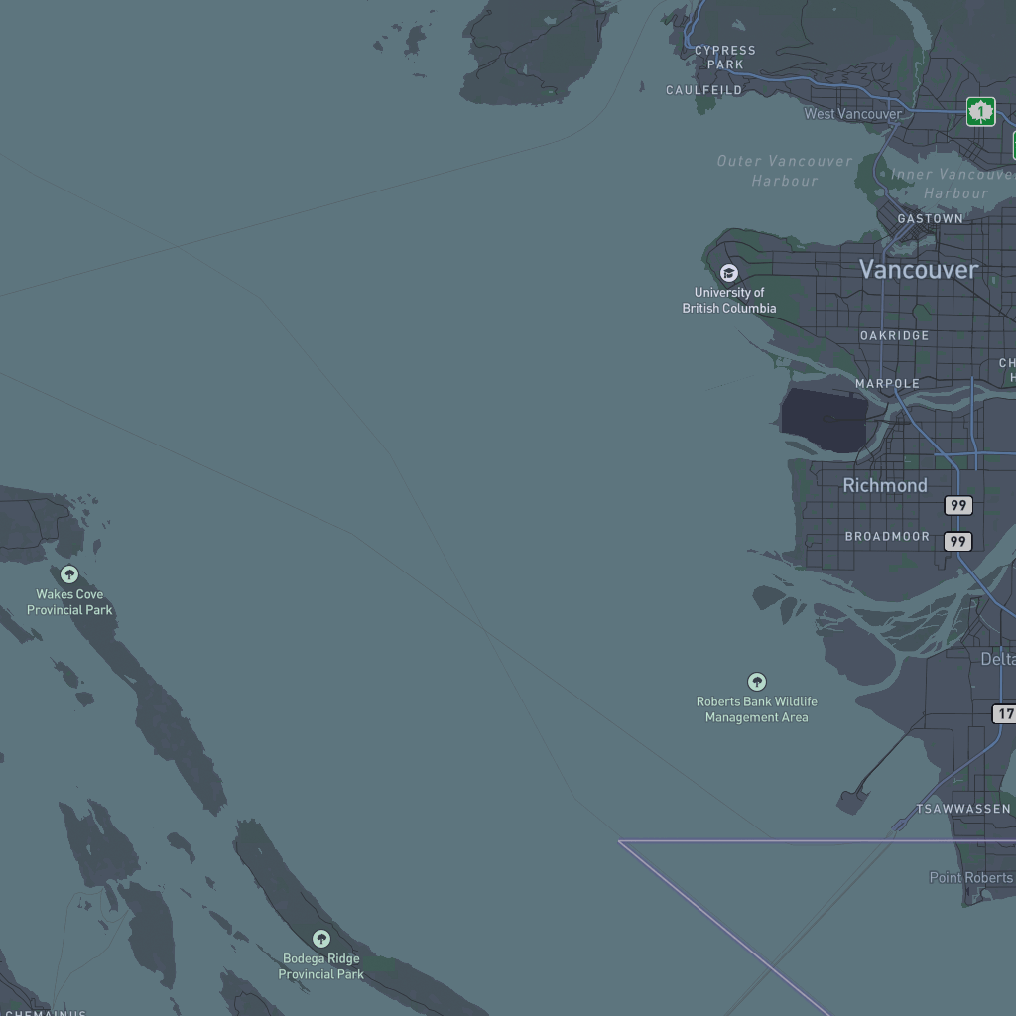 CYPRESS
PARK
CAULFEILD
1
West Vancouver
Outer Vancouver
Harbour
Inner Vancouver
Harbour
GASTOWN
Vancouver
University of
British Columbia
OAKRIDGE
CH
H
MARPOLE
Richmond
99
BROADMOOR
99
Wakes Cove
Provincial Park
Delta
Roberts Bank Wildlife
Management Area
17
TSAWWASSEN
Point Roberts
Bodega Ridge
Provincial Park
CHEMAINUS